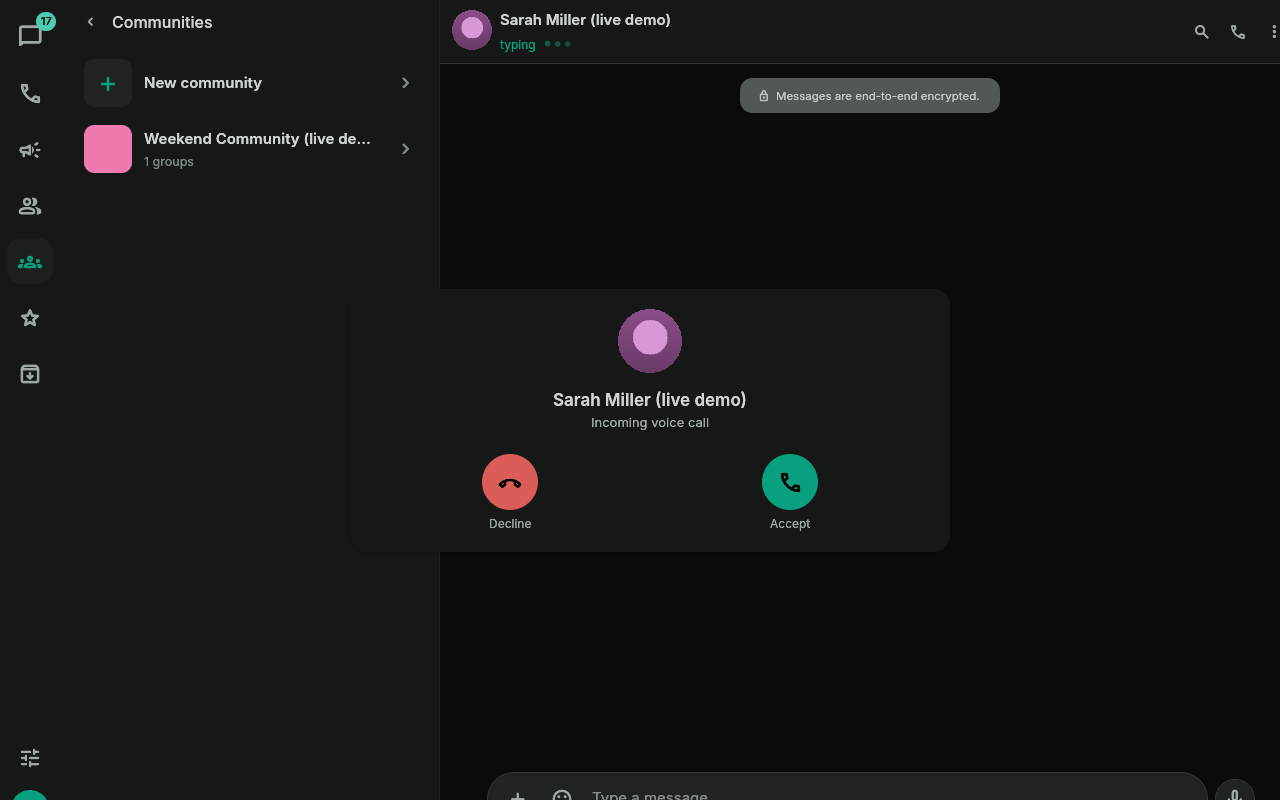 17
Communities
New community
Weekend Community (live de...
1 groups
Sarah Miller (live demo)
typing
Messages are end-to-end encrypted.
Sarah Miller (live demo)
Incoming voice call
Decline
Accept
Type a message